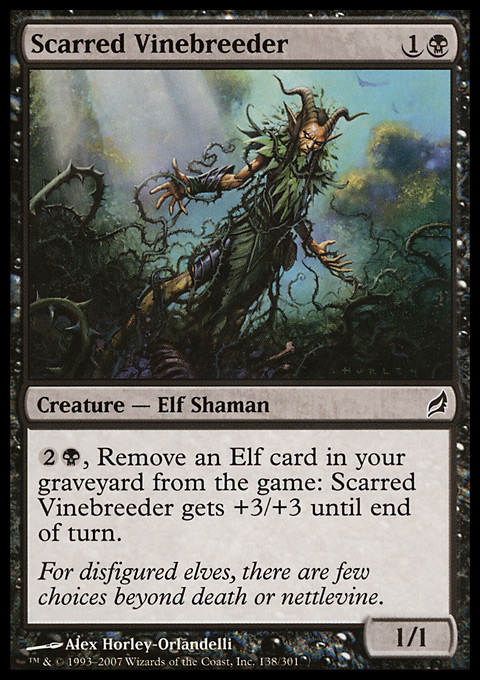 Scarred Vinebreeder 1
HURLEY
Creature — Elf Shaman
2, Remove an Elf card in your
graveyard from the game: Scarred
Vinebreeder gets +3/+3 until end
of turn.
For disfigured elves, there are few
choices beyond death or nettlevine.
Alex Horley-Orlandelli
1/1
™ & © 1993–2007 Wizards of the Coast, Inc. 138/301